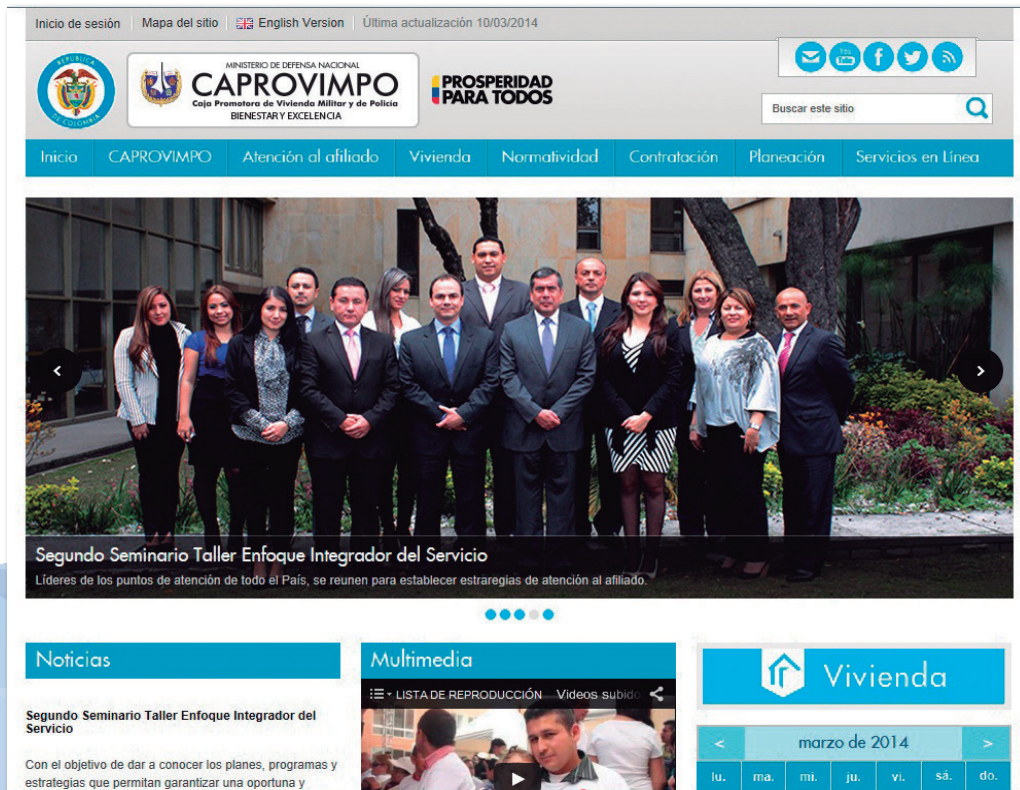 Inicio de sesión Mapa del sitio English Version Última actualización 10/03/2014
REPUBLICA DE COLOMBIA
MINISTERIO DE DEFENSA NACIONAL
CAPROVIMPO
Caja Promotora de Vivienda Militar y de Policía
BIENESTAR Y EXCELENCIA
PROSPERIDAD
PARA TODOS
You
Tube
Buscar este sitio
Inicio CAPROVIMPO Atención al afiliado Vivienda Normatividad Contratación Planeación Servicios en Línea
< >
Segundo Seminario Taller Enfoque Integrador del Servicio
Líderes de los puntos de atención de todo el País, se reunen para establecer estraregias de atención al afiliado.
Noticias
Segundo Seminario Taller Enfoque Integrador del
Servicio
Con el objetivo de dar a conocer los planes, programas y
estrategias que permitan garantizar una oportuna y
Multimedia
LISTA DE REPRODUCCIÓN Videos subido
Vivienda
< marzo de 2014 >
lu. ma. mi. ju. vi. sá. do.